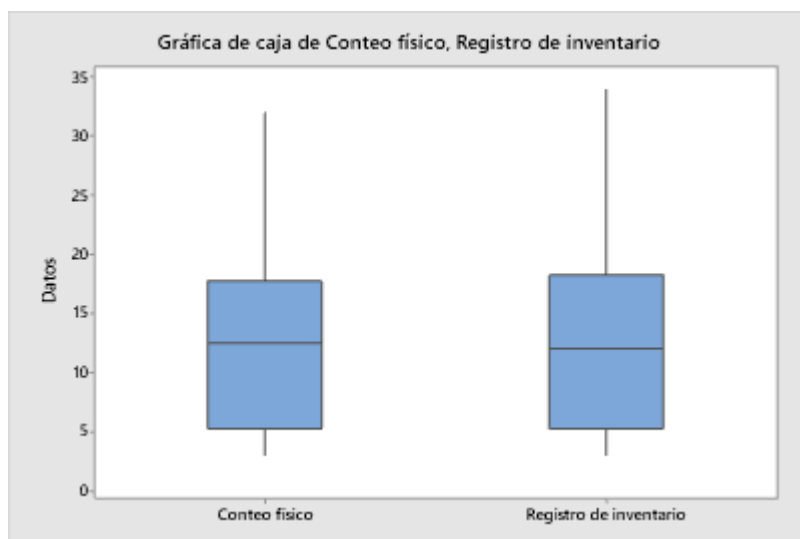 Gráfica de caja de Conteo físico, Registro de inventario
35
30
25
20
15
10
5
0
Datos
Conteo físico
Registro de inventario